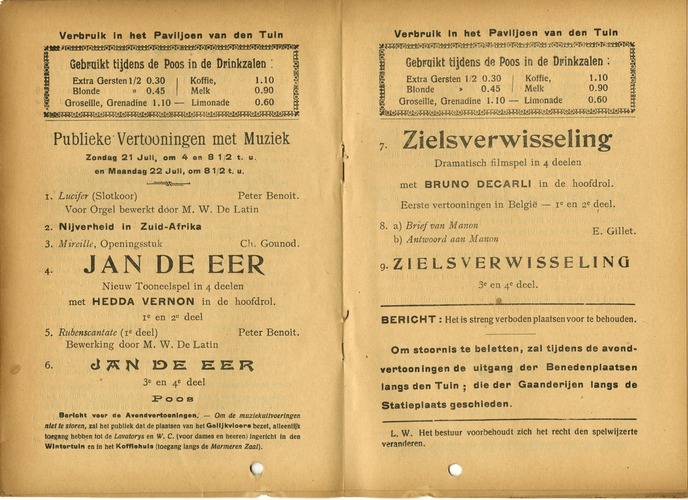 Verbruik in het Paviljoen van den Tuin
Gebruikt tijdens de Poos in de Drinkzalen :
Extra Gersten 1/2 0.30 Koffie, 1.10
Blonde » 0.45 Melk 0.90
Groseille, Grenadine 1.10 — Limonade 0.60
Publieke Vertooningen met Muziek
Zondag 21 Juli, om 4 en 8 1/2 t. u.
en Maandag 22 Juli, om 8 1/2 t. u.
1. Lucifer (Slotkoor) Peter Benoit.
Voor Orgel bewerkt door M. W. De Latin
2. Nijverheid in Zuid-Afrika
3. Mireille, Openingsstuk Ch. Gounod.
4. JAN DE EER
Nieuw Tooneelspel in 4 deelen
met HEDDA VERNON in de hoofdrol.
1e en 2e deel
5. Rubenscantate (1e deel) Peter Benoit.
Bewerking door M. W. De Latin
6. JAN DE EER
3e en 4e deel
Poos
Bericht voor de Avondvertooningen. — Om de muziekuitvoeringen
niet te storen, zal het publiek dat de plaatsen van het Gelijkvloers bezet, alleenlijk
toegang hebben tot de Lavatorys en W. C. (voor dames en heeren) ingericht in den
Wintertuin en in het Koffiehuis (toegang langs de Marmeren Zaal).
Verbruik in het Paviljoen van den Tuin
Gebruikt tijdens de Poos in de Drinkzalen :
Extra Gersten 1/2 0.30 Koffie, 1.10
Blonde » 0.45 Melk 0.90
Groseille, Grenadine 1.10 — Limonade 0.60
7. Zielsverwisseling
Dramatisch filmspel in 4 deelen
met BRUNO DECARLI in de hoofdrol.
Eerste vertooningen in België — 1e en 2e deel.
8. a) Brief van Manon
b) Antwoord aan Manon E. Gillet.
9. ZIELSVERWISSELING
3e en 4e deel.
BERICHT : Het is streng verboden plaatsen voor te behouden.
Om stoornis te beletten, zal tijdens de avond-
vertooningen de uitgang der Benedenplaatsen
langs den Tuin ; die der Gaanderijen langs de
Statieplaats geschieden.
L. W. Het bestuur voorbehoudt zich het recht den spelwijzerte
veranderen.